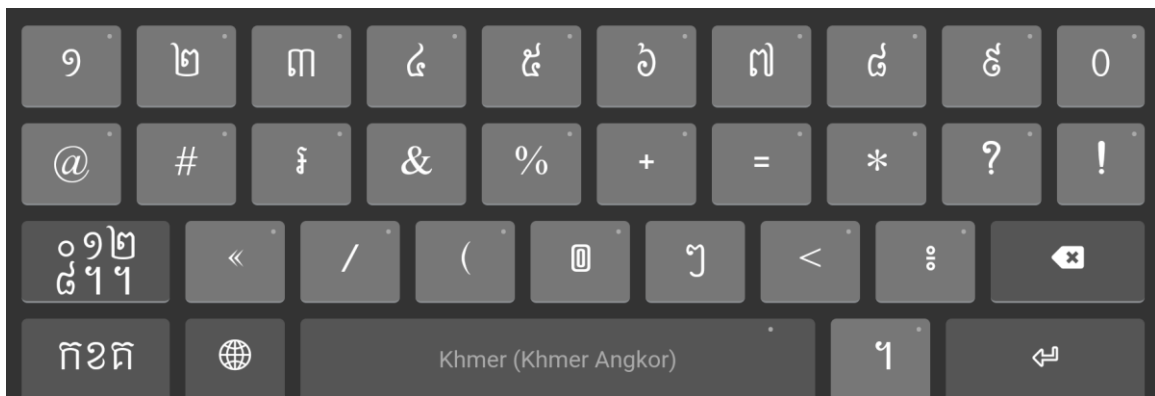 ១ ២ ៣ ៤ ៥ ៦ ៧ ៨ ៩ ០
@ # ៛ & % + = * ? !
០១២ ៨។។ « / ( ៗ < ៖
កខគ Khmer (Khmer Angkor) ។